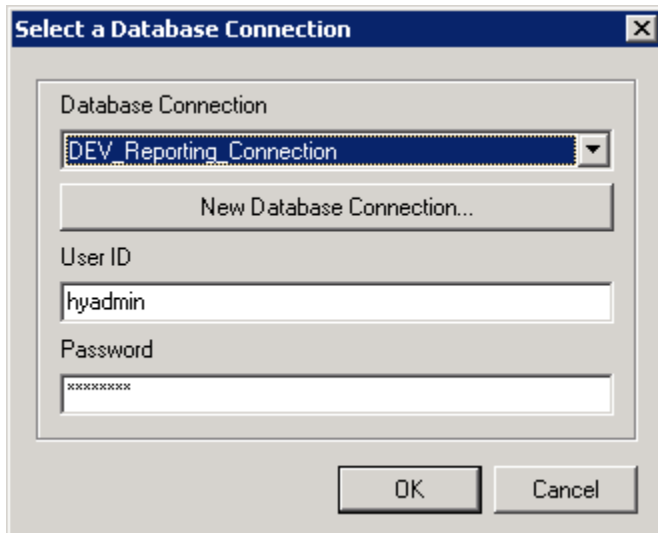 Select a Database Connection
Database Connection
DEV_Reporting_Connection
New Database Connection...
User ID
hyadmin
Password
********
OK
Cancel